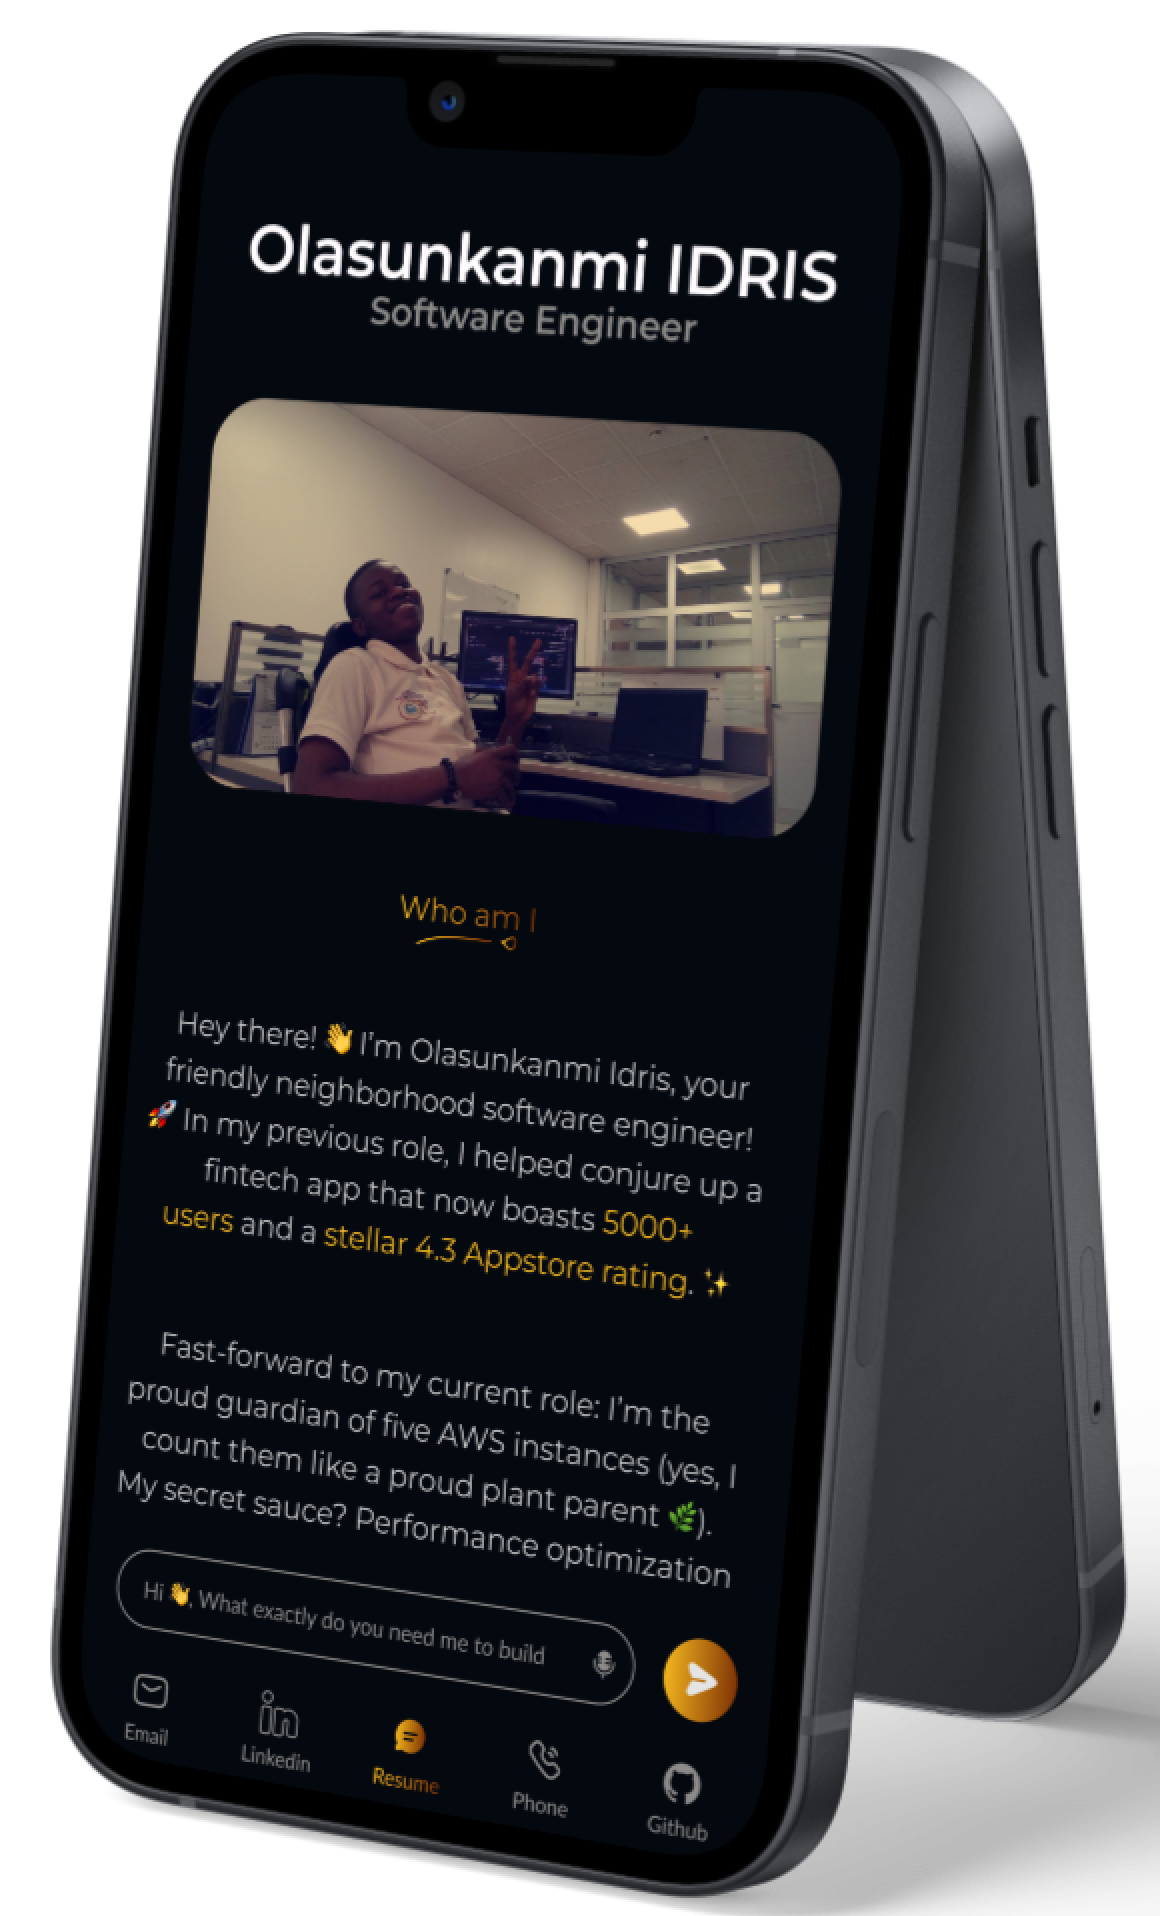 Olasunkanmi IDRIS
Software Engineer
Who am I
Hey there! 👋 I'm Olasunkanmi Idris, your
friendly neighborhood software engineer!
🚀 In my previous role, I helped conjure up a
fintech app that now boasts 5000+
users and a stellar 4.3 Appstore rating. ✨
Fast-forward to my current role: I'm the
proud guardian of five AWS instances (yes, I
count them like a proud plant parent 🌿).
My secret sauce? Performance optimization
Hi 👋, What exactly do you need me to build
Email
Linkedin
Resume
Phone
Github